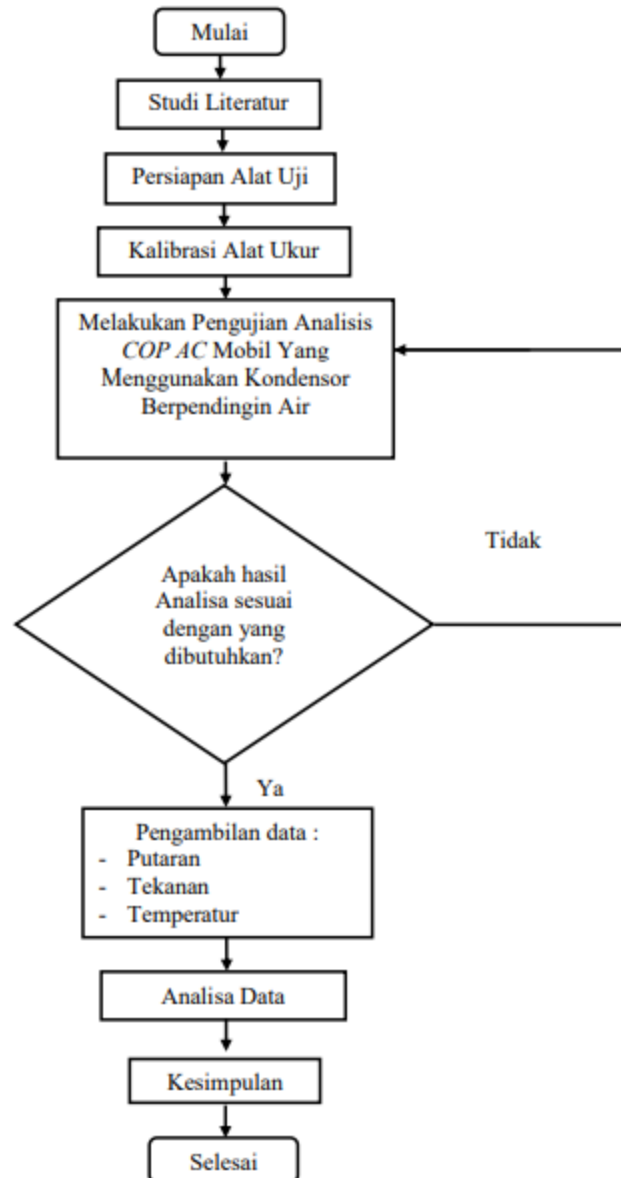 Mulai
Studi Literatur
Persiapan Alat Uji
Kalibrasi Alat Ukur
Melakukan Pengujian Analisis
COP AC Mobil Yang
Menggunakan Kondensor
Berpendingin Air
Apakah hasil
Analisa sesuai
dengan yang
dibutuhkan?
Tidak
Ya
Pengambilan data :
- Putaran
- Tekanan
- Temperatur
Analisa Data
Kesimpulan
Selesai